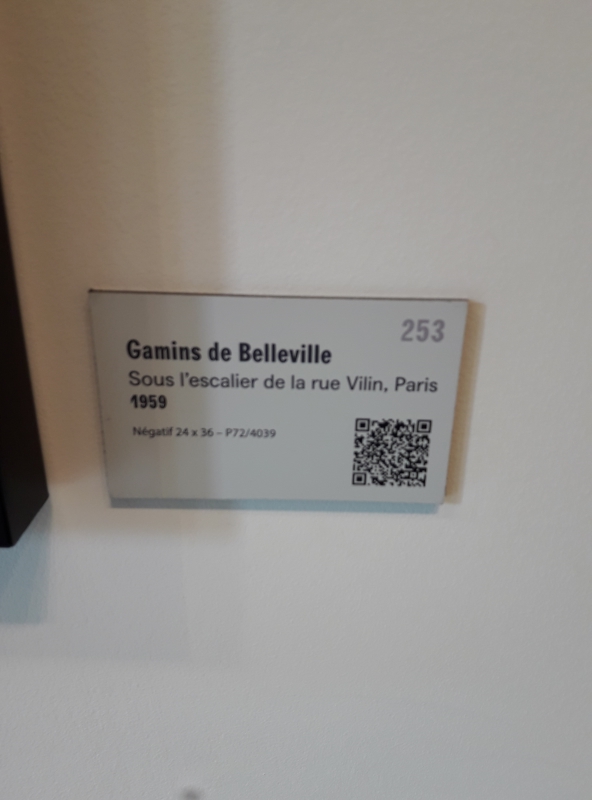 253
Gamins de Belleville
Sous l'escalier de la rue Vilin, Paris
1959
Négatif 24 x 36 – P72/4039